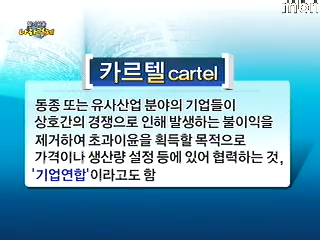 카르텔 cartel
동종 또는 유사산업 분야의 기업들이
상호간의 경쟁으로 인해 발생하는 불이익을
제거하여 초과이윤을 획득할 목적으로
가격이나 생산량 설정 등에 있어 협력하는 것,
'기업연합'이라고도 함